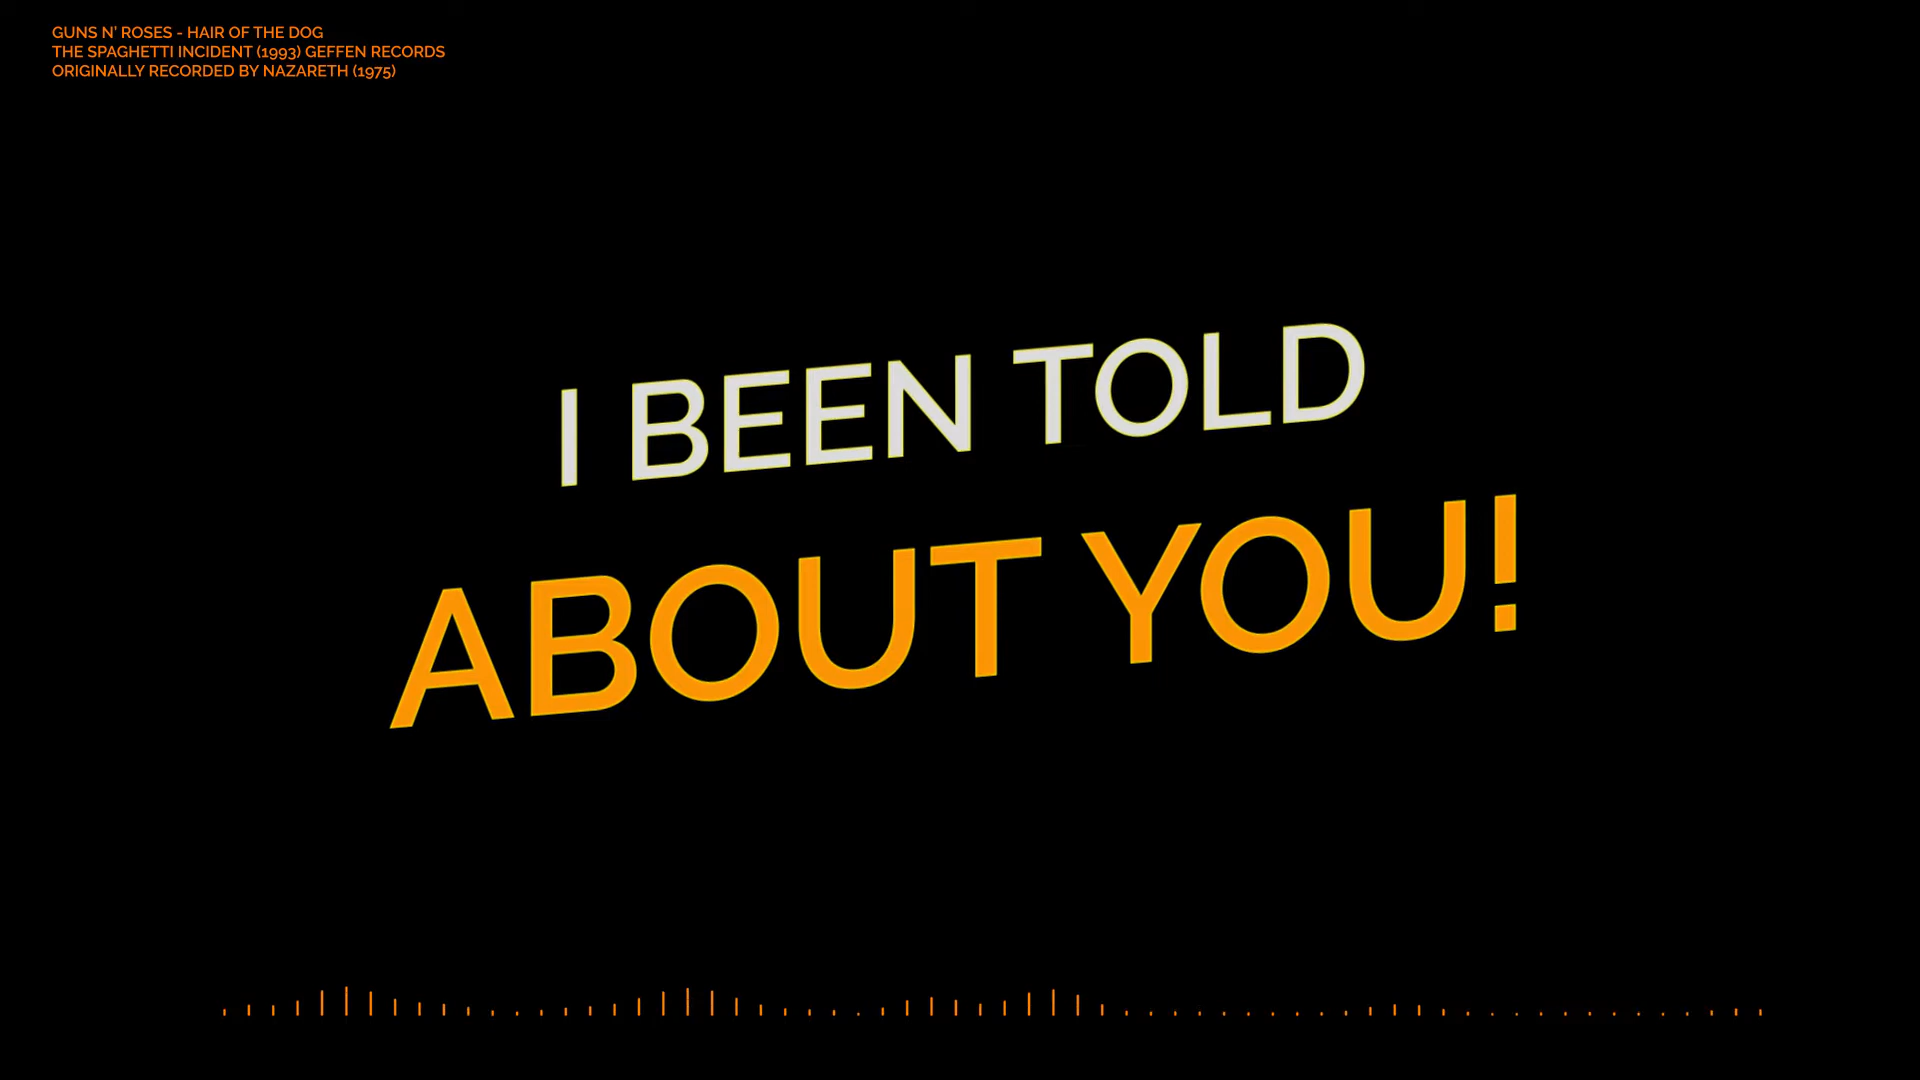 GUNS N' ROSES - HAIR OF THE DOG
THE SPAGHETTI INCIDENT (1993) GEFFEN RECORDS
ORIGINALLY RECORDED BY NAZARETH (1975)
I BEEN TOLD
ABOUT YOU!